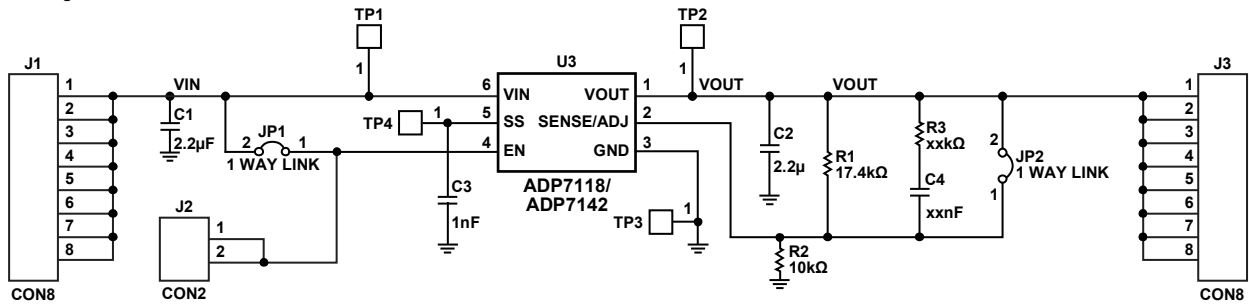 TP1
TP2
J1
U3
J3
1
1
1
VIN
6
VIN
VOUT
1
VOUT
VOUT
1
2
C1
2.2µF
TP4
1
5
SS
SENSE/ADJ
2
2
3
JP1
C2
2.2µ
R3
xxkΩ
2
3
4
2
1
4
EN
GND
3
R1
17.4kΩ
JP2
1 WAY LINK
4
1 WAY LINK
ADP7118/
ADP7142
C4
xxnF
1
5
5
C3
1nF
6
J2
1
TP3
1
6
7
1
2
R2
10kΩ
7
8
8
CON8
CON2
CON8